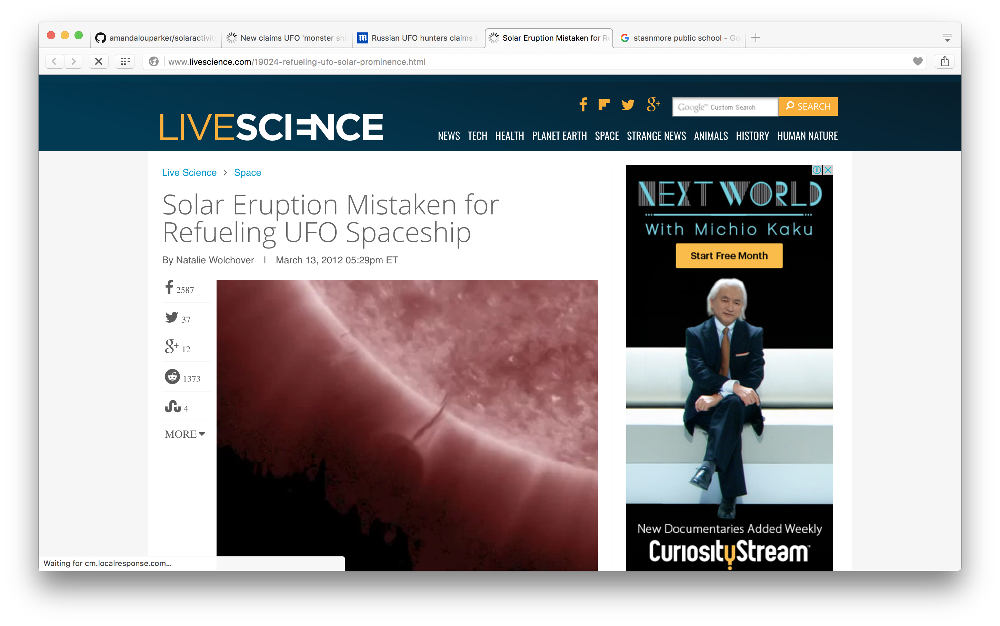 amandalouparker/solaractivity
New claims UFO 'monster shi
Russian UFO hunters claims t
Solar Eruption Mistaken for Re
stasnmore public school - Go
www.livescience.com/19024-refueling-ufo-solar-prominence.html
Google™ Custom Search
SEARCH
LIVESCIENCE
NEWS TECH HEALTH PLANET EARTH SPACE STRANGE NEWS ANIMALS HISTORY HUMAN NATURE
Live Science > Space
Solar Eruption Mistaken for
Refueling UFO Spaceship
By Natalie Wolchover | March 13, 2012 05:29pm ET
2587
37
g+ 12
1373
4
MORE
NEXT WORLD
With Michio Kaku
Start Free Month
New Documentaries Added Weekly
CuriosityStream™
Waiting for cm.localresponse.com...